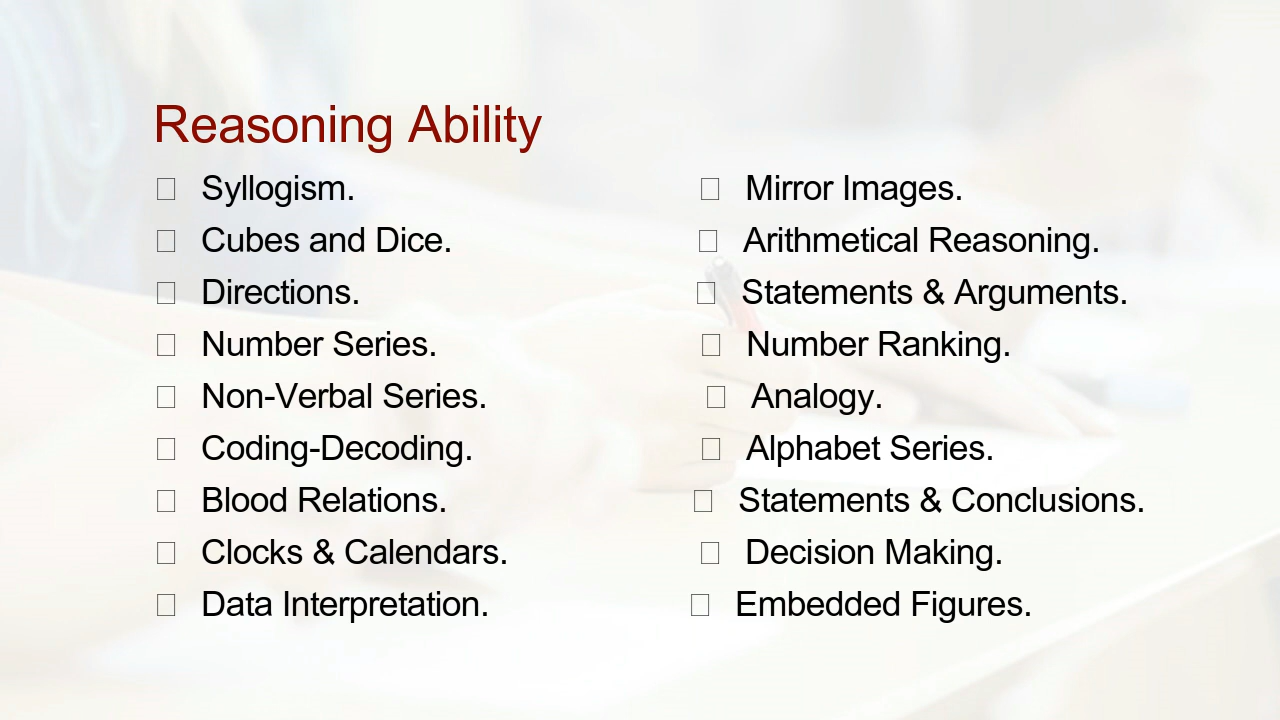 Reasoning Ability
Syllogism.
Cubes and Dice.
Directions.
Number Series.
Non-Verbal Series.
Coding-Decoding.
Blood Relations.
Clocks & Calendars.
Data Interpretation.
Mirror Images.
Arithmetical Reasoning.
Statements & Arguments.
Number Ranking.
Analogy.
Alphabet Series.
Statements & Conclusions.
Decision Making.
Embedded Figures.